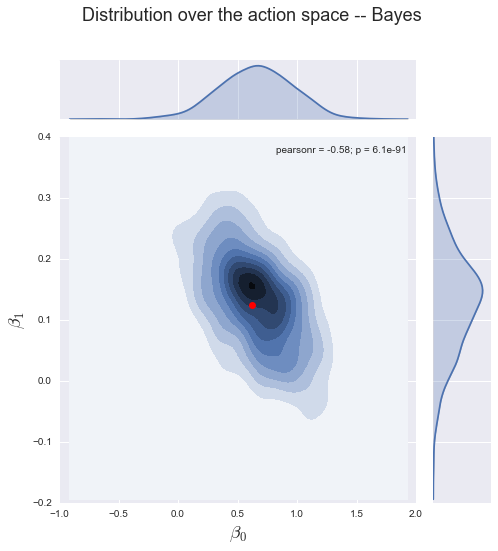 Distribution over the action space -- Bayes
pearsonr = -0.58; p = 6.1e-91
0.4
0.3
0.2
0.1
0.0
−0.1
−0.2
β1
−1.0 −0.5 0.0 0.5 1.0 1.5 2.0
β0